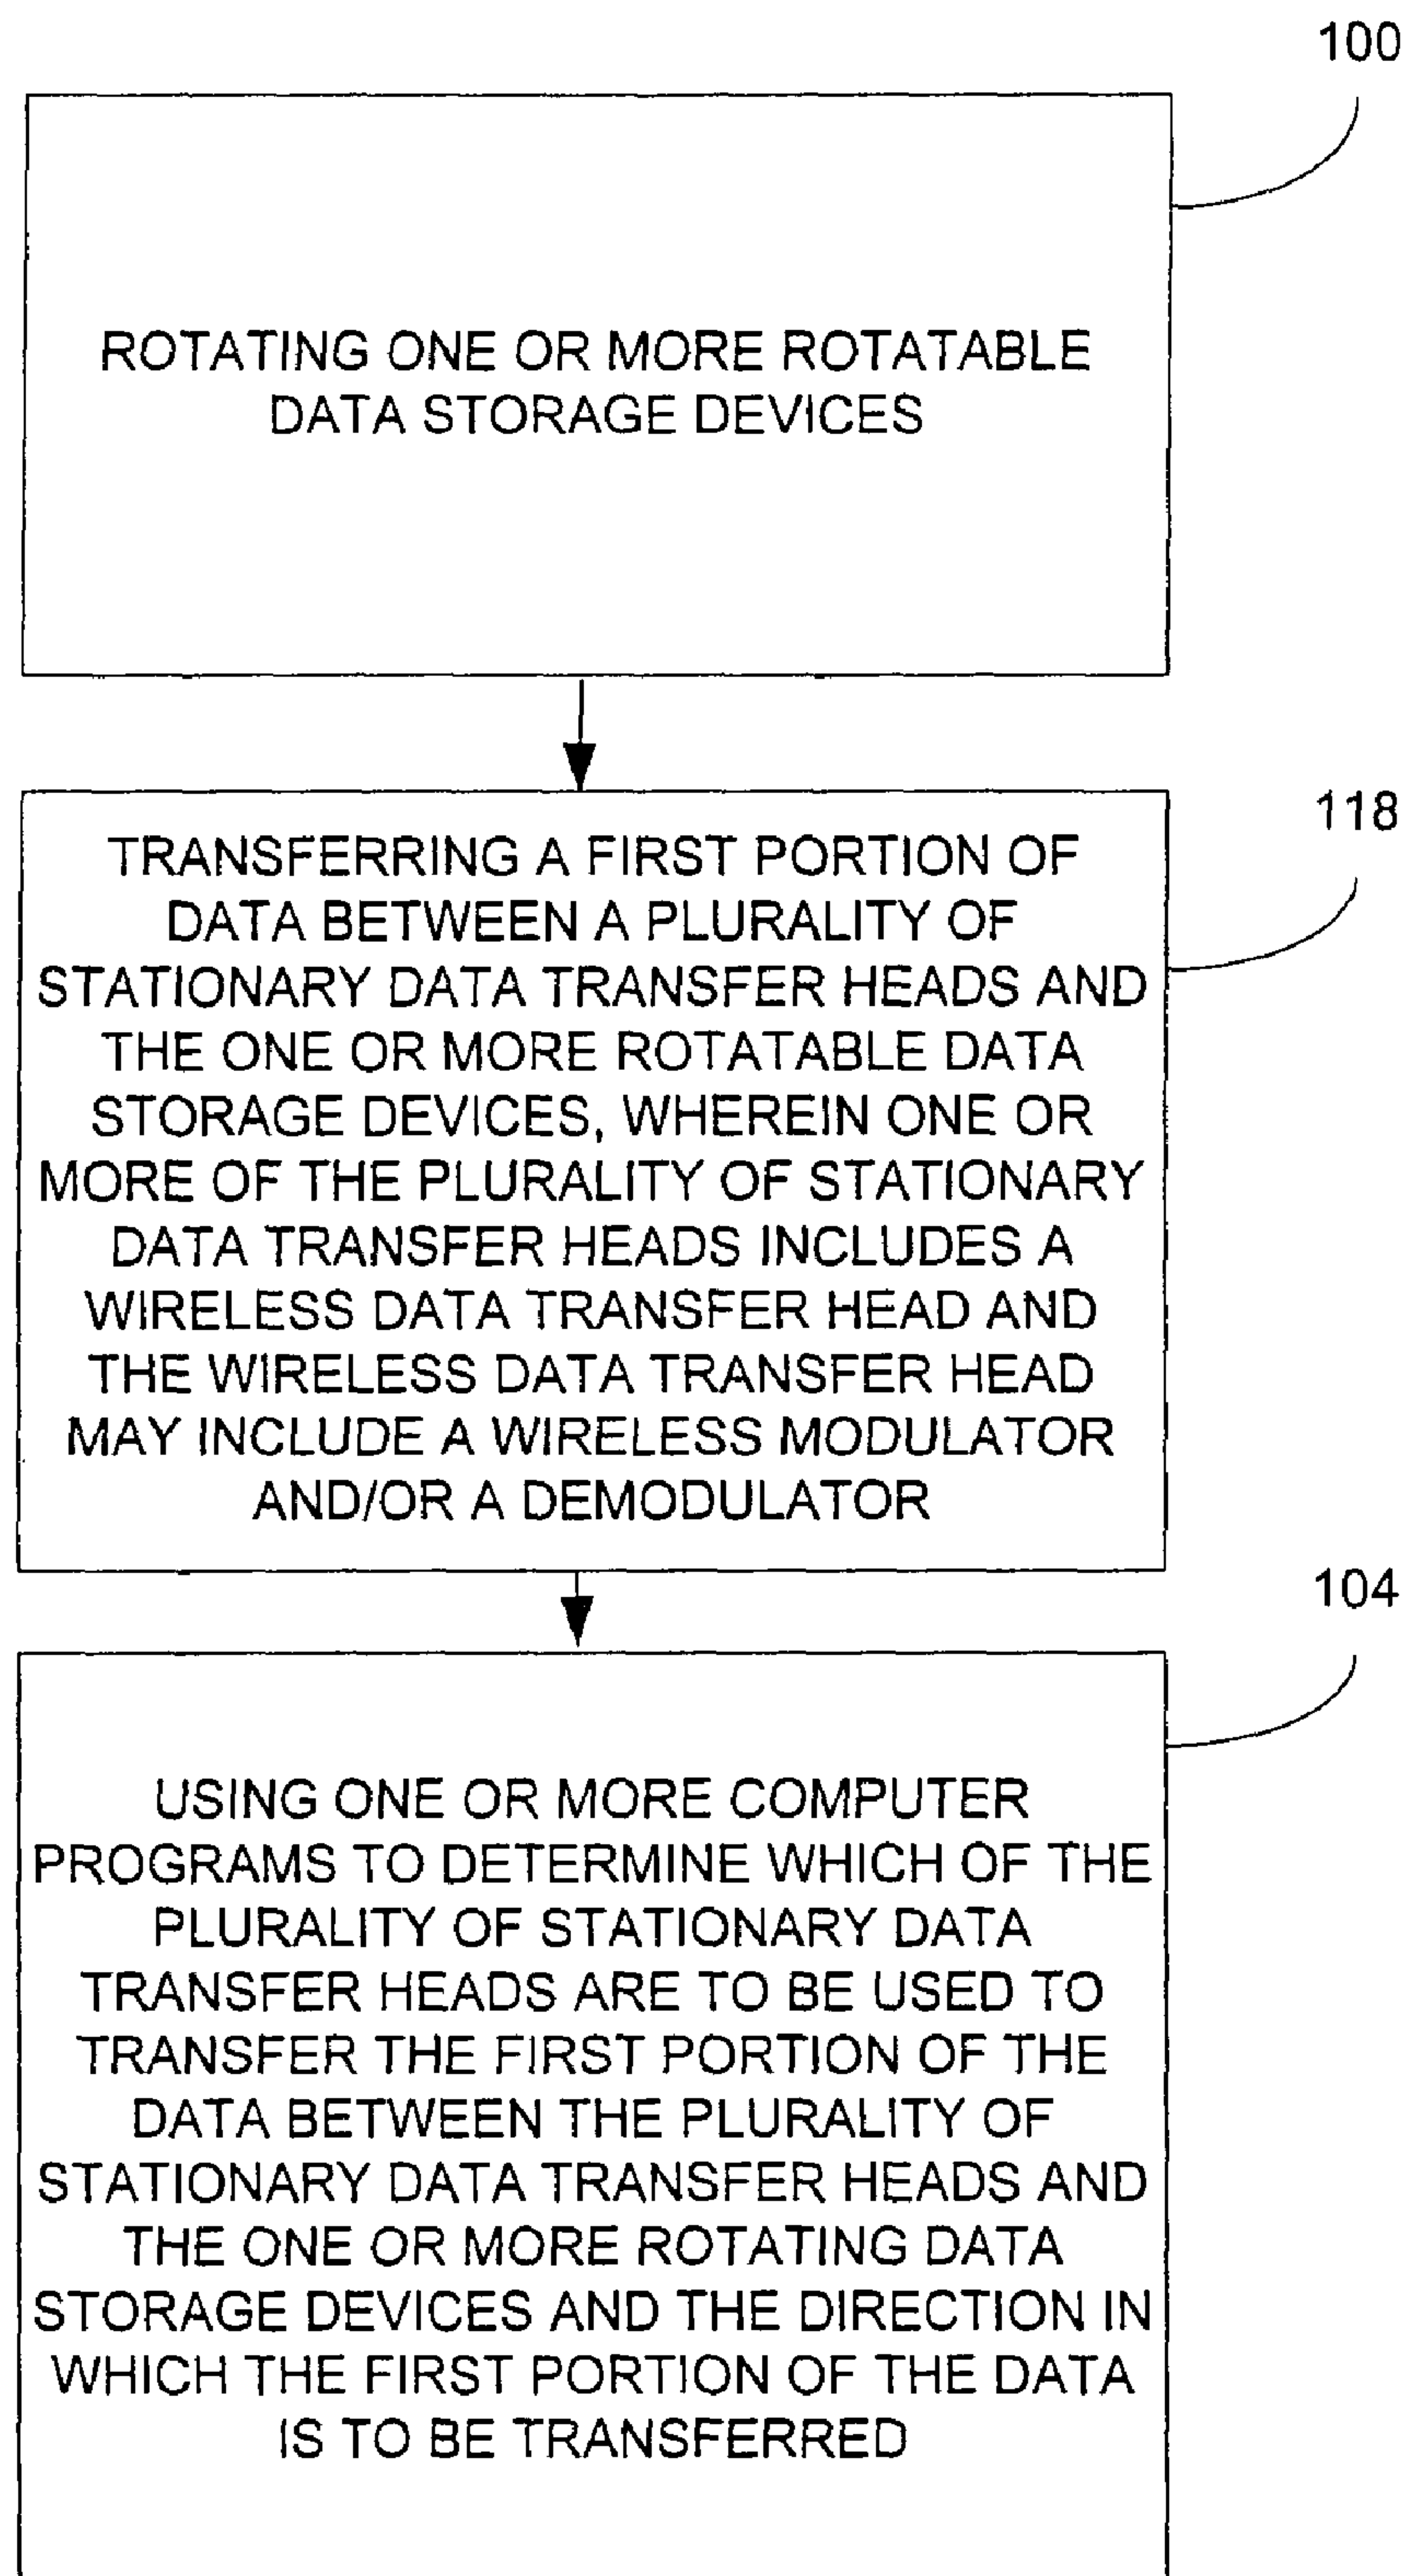 100
ROTATING ONE OR MORE ROTATABLE
DATA STORAGE DEVICES
118
TRANSFERRING A FIRST PORTION OF
DATA BETWEEN A PLURALITY OF
STATIONARY DATA TRANSFER HEADS AND
THE ONE OR MORE ROTATABLE DATA
STORAGE DEVICES, WHEREIN ONE OR
MORE OF THE PLURALITY OF STATIONARY
DATA TRANSFER HEADS INCLUDES A
WIRELESS DATA TRANSFER HEAD AND
THE WIRELESS DATA TRANSFER HEAD
MAY INCLUDE A WIRELESS MODULATOR
AND/OR A DEMODULATOR
104
USING ONE OR MORE COMPUTER
PROGRAMS TO DETERMINE WHICH OF THE
PLURALITY OF STATIONARY DATA
TRANSFER HEADS ARE TO BE USED TO
TRANSFER THE FIRST PORTION OF THE
DATA BETWEEN THE PLURALITY OF
STATIONARY DATA TRANSFER HEADS AND
THE ONE OR MORE ROTATING DATA
STORAGE DEVICES AND THE DIRECTION IN
WHICH THE FIRST PORTION OF THE DATA
IS TO BE TRANSFERRED